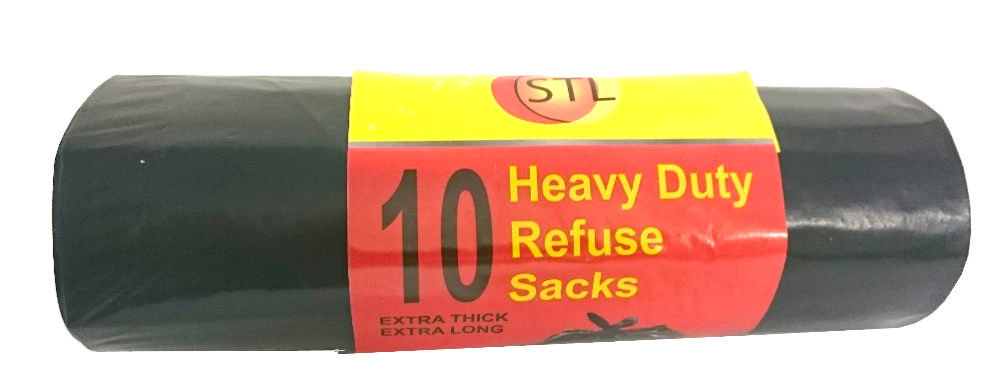 STL
10
Heavy Duty
Refuse
Sacks
EXTRA THICK
EXTRA LONG